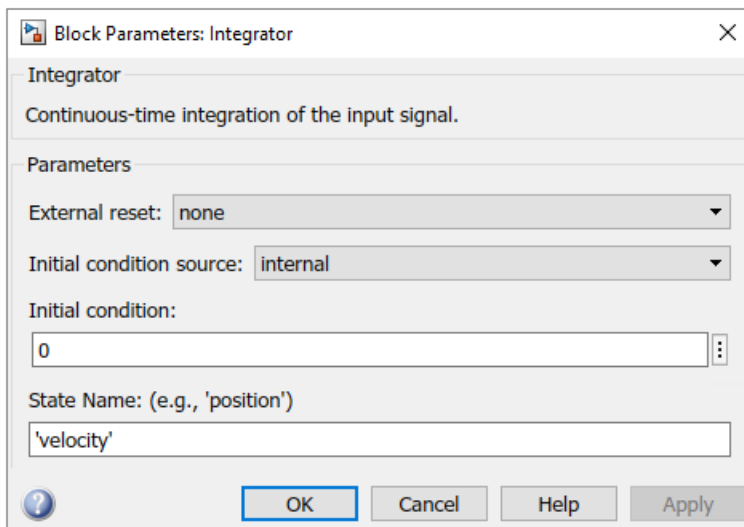 Block Parameters: Integrator
Integrator
Continuous-time integration of the input signal.
Parameters
External reset: none
Initial condition source: internal
Initial condition:
0
State Name: (e.g., 'position')
'velocity'
OK Cancel Help Apply